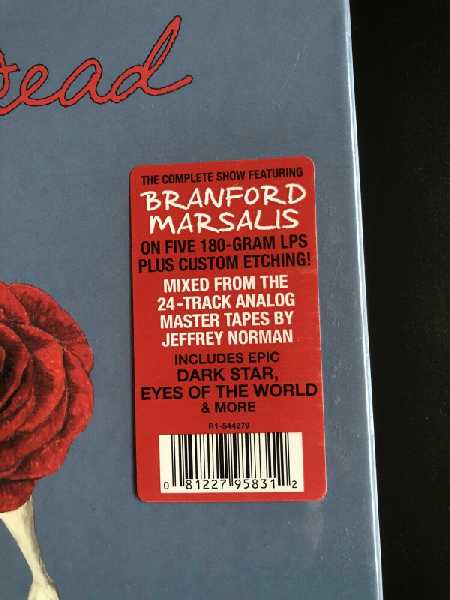 Dead
THE COMPLETE SHOW FEATURING
BRANFORD
MARSALIS
ON FIVE 180-GRAM LPS
PLUS CUSTOM ETCHING!
MIXED FROM THE
24-TRACK ANALOG
MASTER TAPES BY
JEFFREY NORMAN
INCLUDES EPIC
DARK STAR,
EYES OF THE WORLD
& MORE
R1-544279
0 81227 95831 2